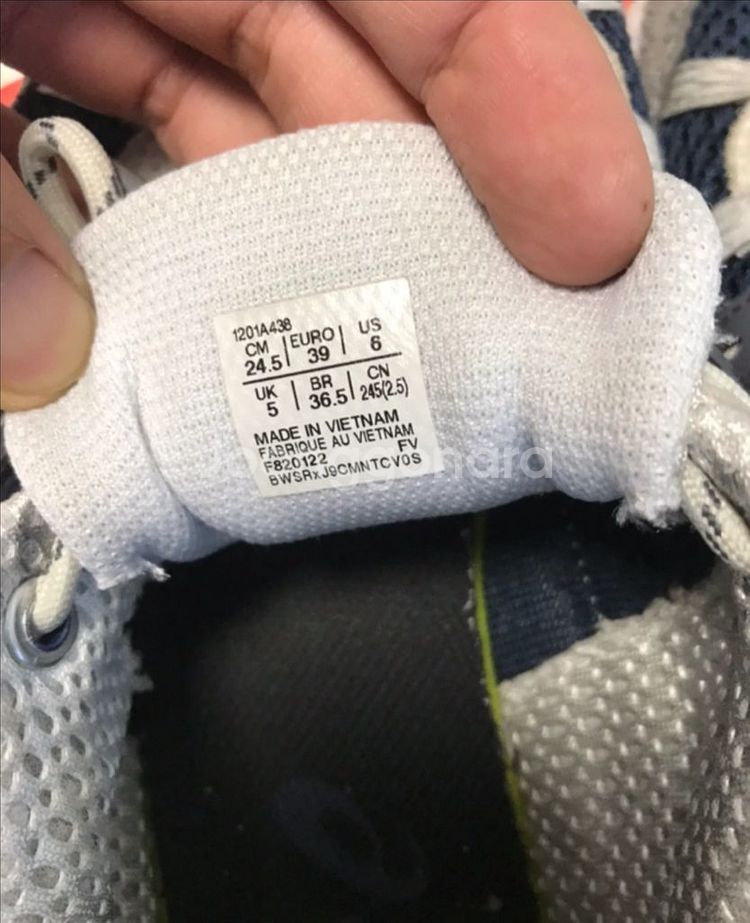 1201A438
CM EURO US
24.5 39 6
UK BR CN
5 36.5 245(2.5)
MADE IN VIETNAM
FABRIQUE AU VIETNAM
F820122 FV
BWSRxJ9CMNTCV0S